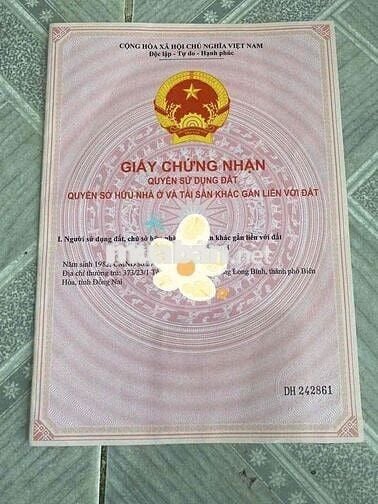 CỘNG HÒA XÃ HỘI CHỦ NGHĨA VIỆT NAM
Độc lập - Tự do - Hạnh phúc
GIẤY CHỨNG NHẬN
QUYỀN SỬ DỤNG ĐẤT
QUYỀN SỞ HỮU NHÀ Ở VÀ TÀI SẢN KHÁC GẮN LIỀN VỚI ĐẤT
I. Người sử dụng đất, chủ sở khác gắn liền với đất
Năm sinh
Địa chỉ thường trú: 373/23/1 Long Bình, thành phố Biên
Hòa, tỉnh Đồng Nai
DH 242861